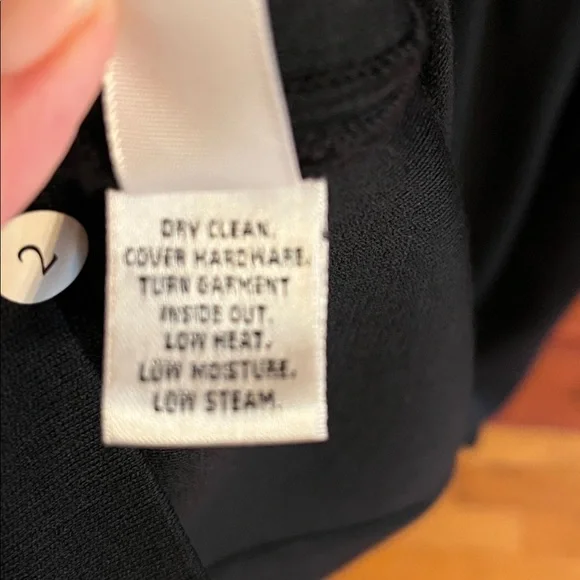 DRY CLEAN.
COVER HARDWARE.
TURN GARMENT
INSIDE OUT.
LOW HEAT.
LOW MOISTURE.
LOW STEAM.
2